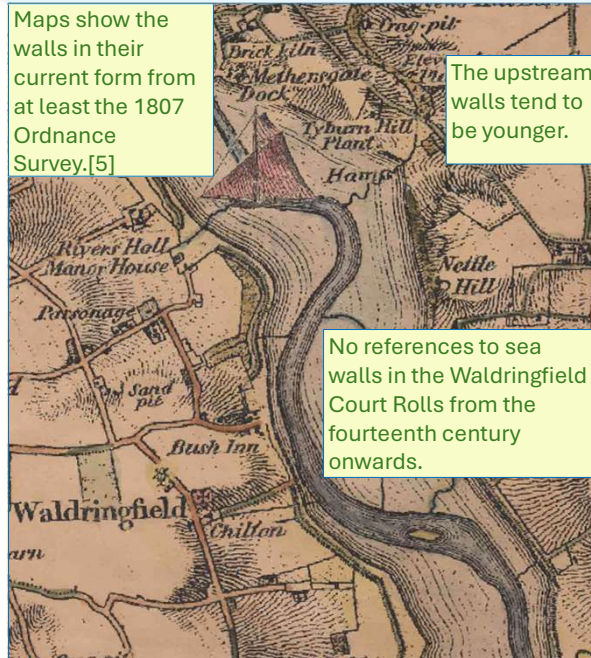 Maps show the
walls in their
current form from
at least the 1807
Ordnance
Survey.[5]
Crag-pit
Brick kiln
Methersgate
Dock
The upstream
walls tend to
be younger.
Tyburn Hill
Plant.
Ham
Rivers Hall
Manor House
Nettle
Hill
Parsonage
No references to sea
walls in the Waldringfield
Court Rolls from the
fourteenth century
onwards.
Sand
pit
Bush Inn
Waldringfield
Chilton
arn